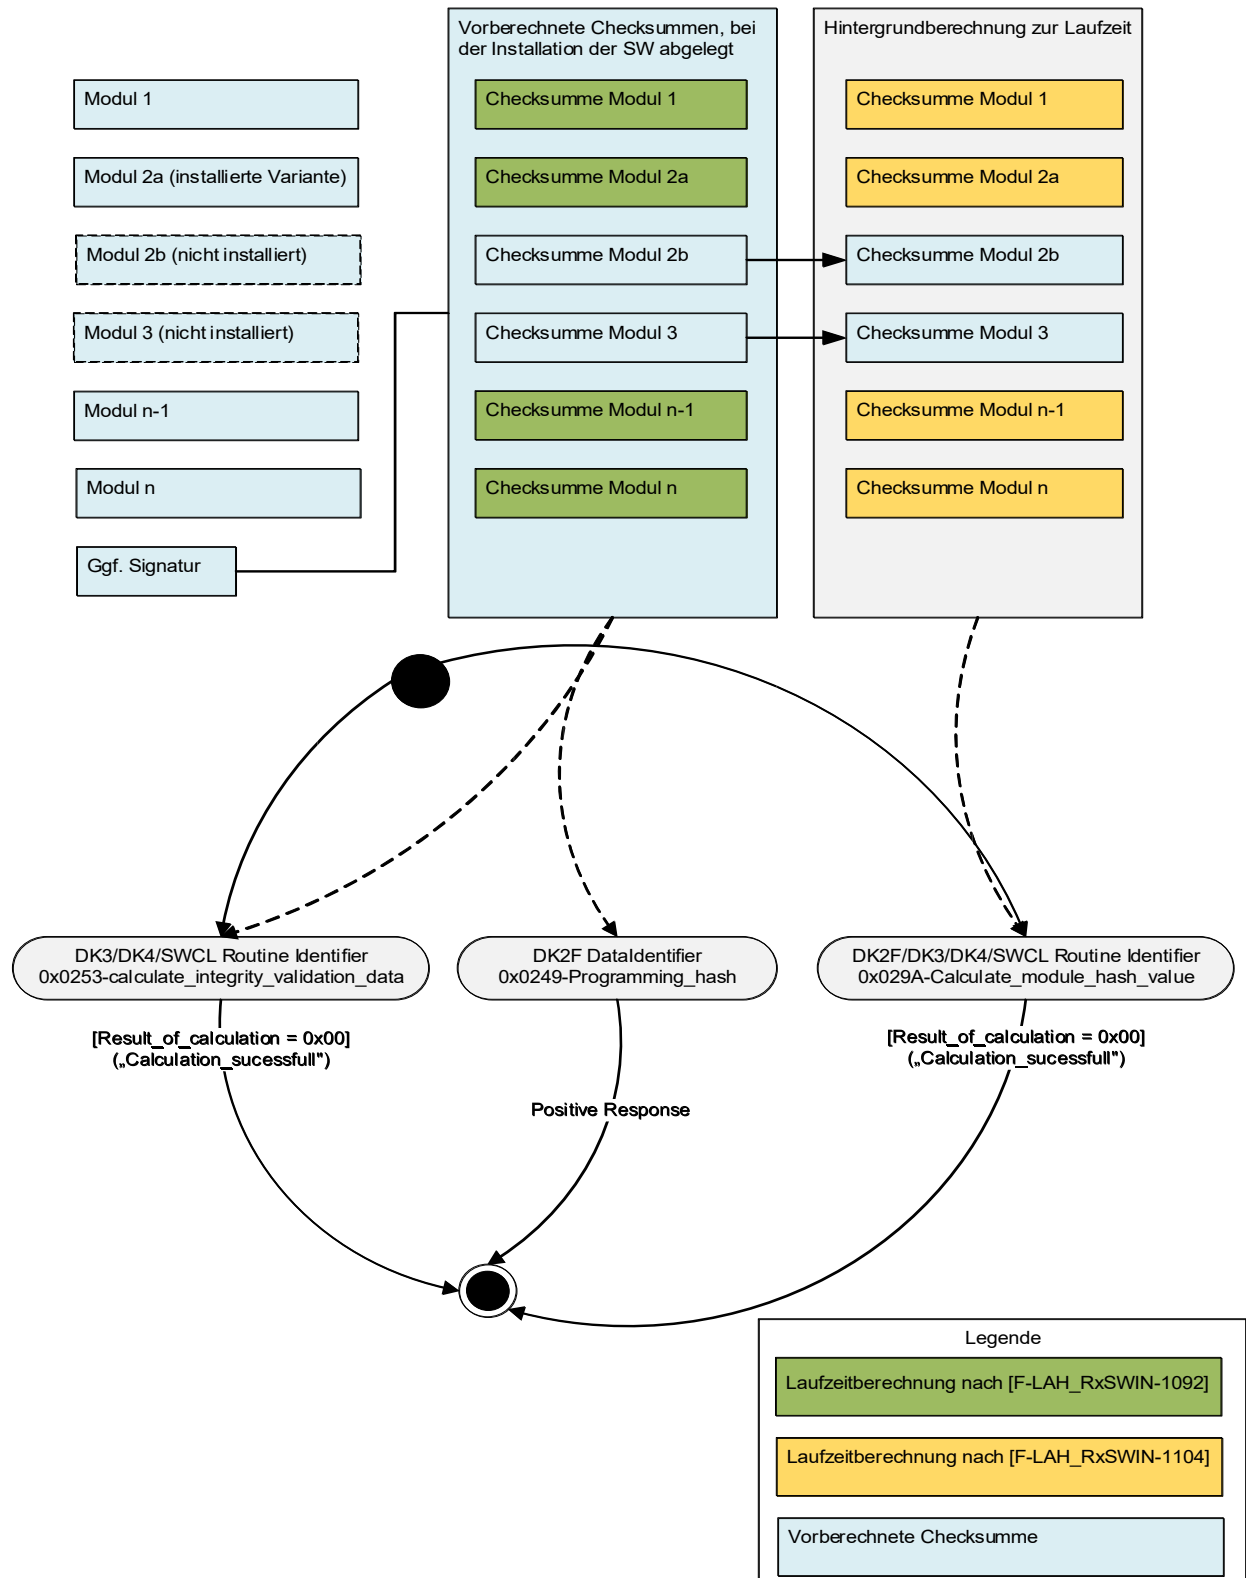 Vorberechnete Checksummen, bei
der Installation der SW abgelegt
Hintergrundberechnung zur Laufzeit
Modul 1
Checksumme Modul 1
Checksumme Modul 1
Modul 2a (installierte Variante)
Checksumme Modul 2a
Checksumme Modul 2a
Modul 2b (nicht installiert)
Checksumme Modul 2b
Checksumme Modul 2b
Modul 3 (nicht installiert)
Checksumme Modul 3
Checksumme Modul 3
Modul n-1
Checksumme Modul n-1
Checksumme Modul n-1
Modul n
Checksumme Modul n
Checksumme Modul n
Ggf. Signatur
DK3/DK4/SWCL Routine Identifier
0x0253-calculate_integrity_validation_data
DK2F DataIdentifier
0x0249-Programming_hash
DK2F/DK3/DK4/SWCL Routine Identifier
0x029A-Calculate_module_hash_value
[Result_of_calculation = 0x00]
(„Calculation_sucessfull")
[Result_of_calculation = 0x00]
(„Calculation_sucessfull")
Positive Response
Legende
Laufzeitberechnung nach [F-LAH_RxSWIN-1092]
Laufzeitberechnung nach [F-LAH_RxSWIN-1104]
Vorberechnete Checksumme